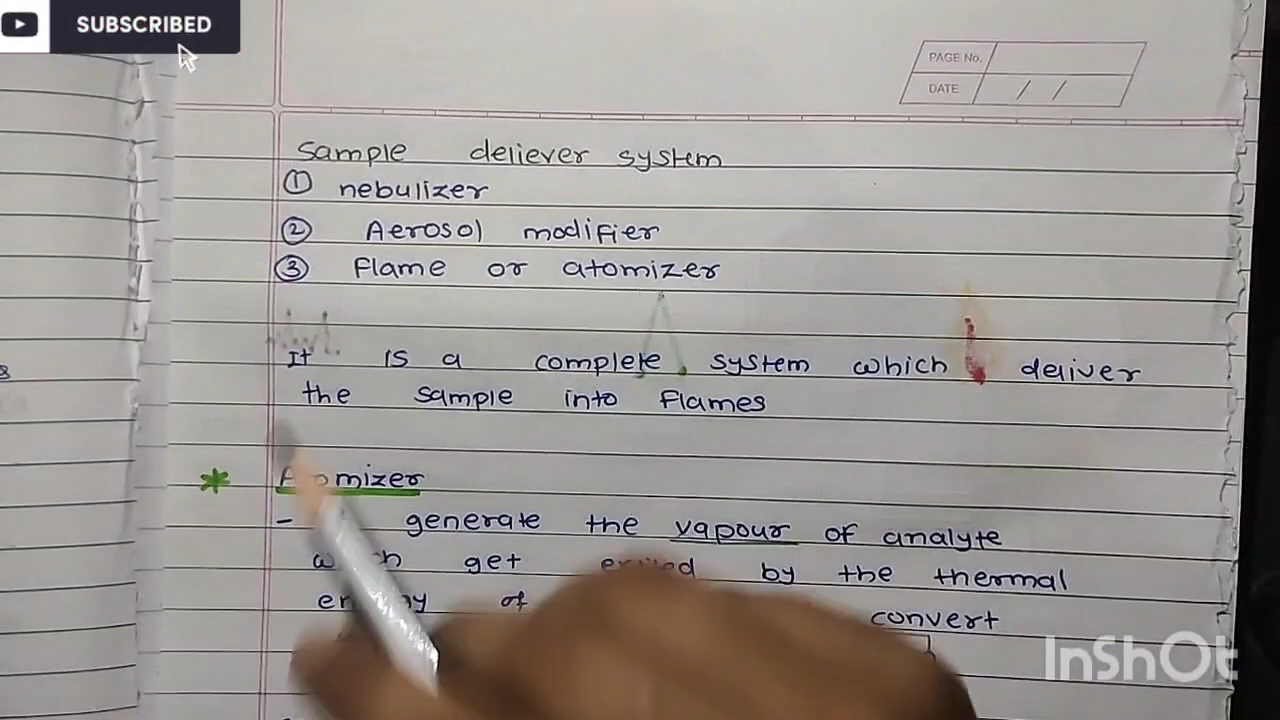 SUBSCRIBED
PAGE No.
DATE / /
Sample deliever system
① nebulizer
② Aerosol modifier
③ Flame or atomizer
It is a complete system which deliver
the sample into flames
* Atomizer
- generate the vapour of analyte
get by the thermal
of convert
InShOt